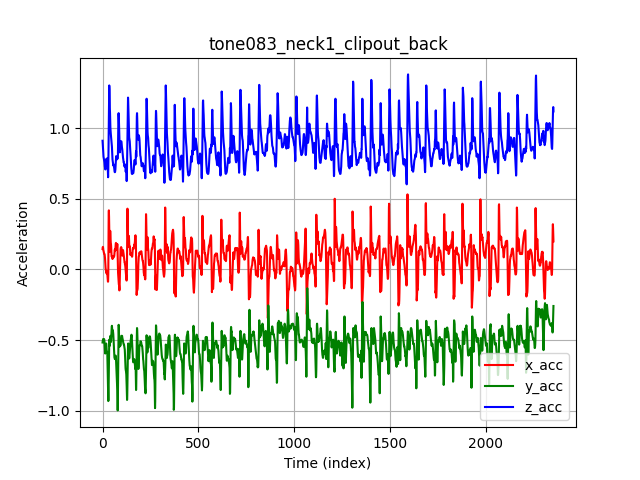 tone083_neck1_clipout_back
Acceleration
1.0
0.5
0.0
−0.5
−1.0
x_acc
y_acc
z_acc
0 500 1000 1500 2000
Time (index)